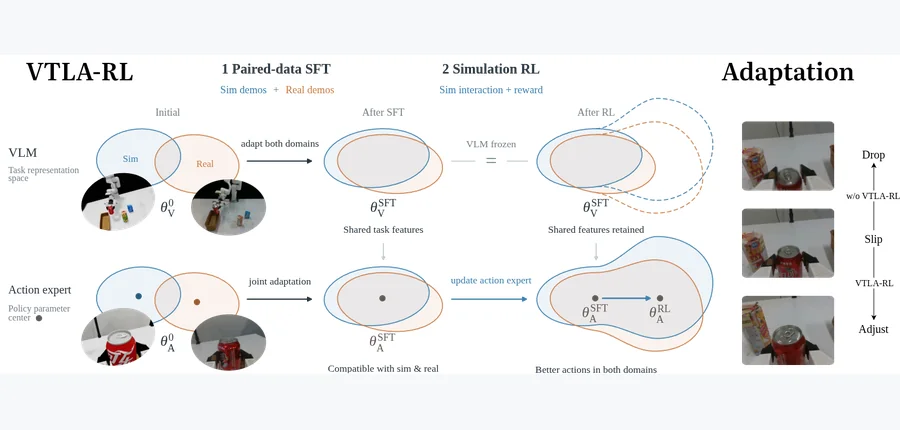 VTLA-RL
1 Paired-data SFT
2 Simulation RL
Adaptation
Sim demos + Real demos
Sim interaction + reward
Initial
After SFT
After RL
VLM
Task representation
space
Sim
Real
adapt both domains
VLM frozen
=
θ_V^0
θ_V^SFT
θ_V^SFT
Shared task features
Shared features retained
Action expert
Policy parameter
center
joint adaptation
update action expert
θ_A^0
θ_A^SFT
θ_A^SFT
θ_A^RL
Compatible with sim & real
Better actions in both domains
Drop
w/o VTLA-RL
Slip
VTLA-RL
Adjust